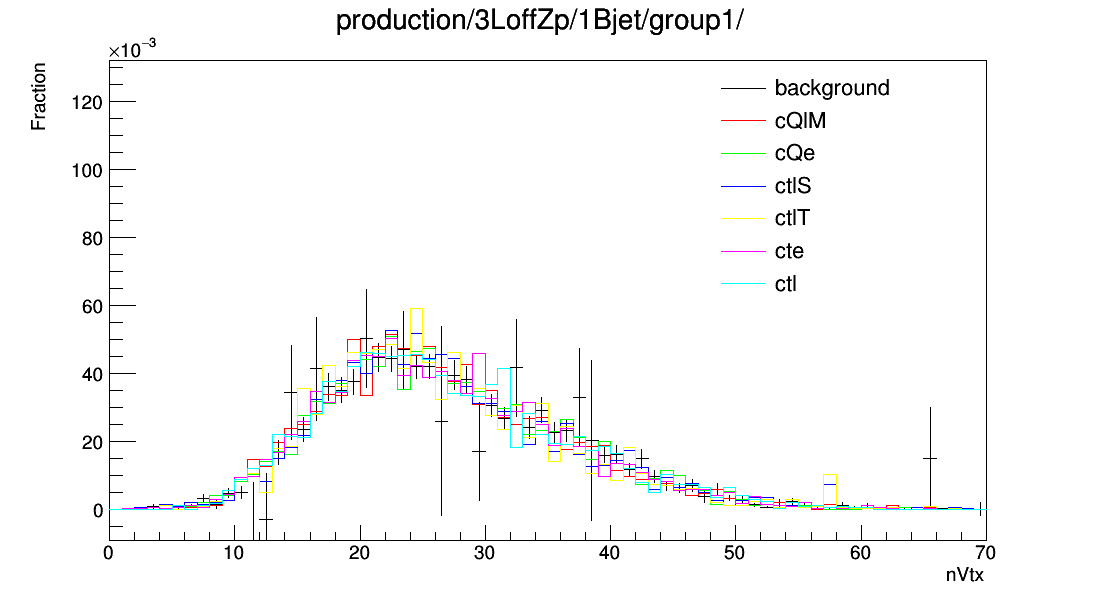 production/3LoffZp/1Bjet/group1/
×10⁻³
Fraction
120
100
80
60
40
20
0
background
cQlM
cQe
ctlS
ctlT
cte
ctl
0 10 20 30 40 50 60 70
nVtx